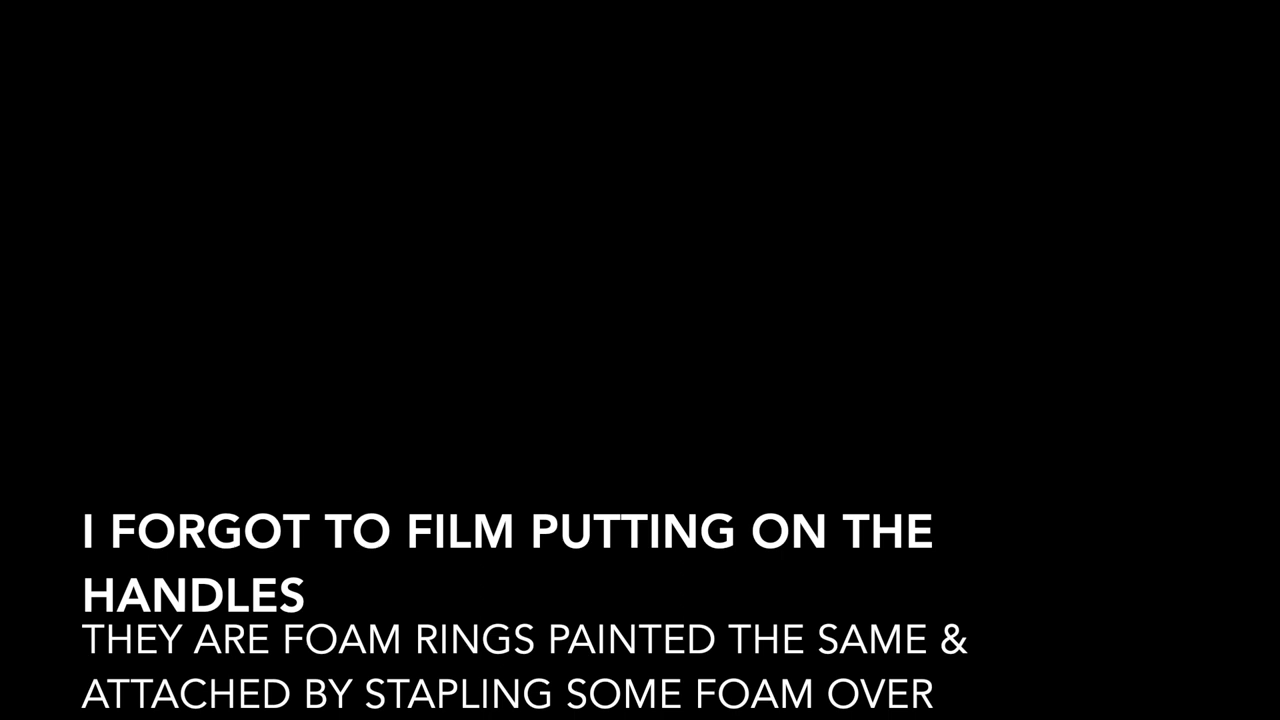 I FORGOT TO FILM PUTTING ON THE
HANDLES
THEY ARE FOAM RINGS PAINTED THE SAME &
ATTACHED BY STAPLING SOME FOAM OVER